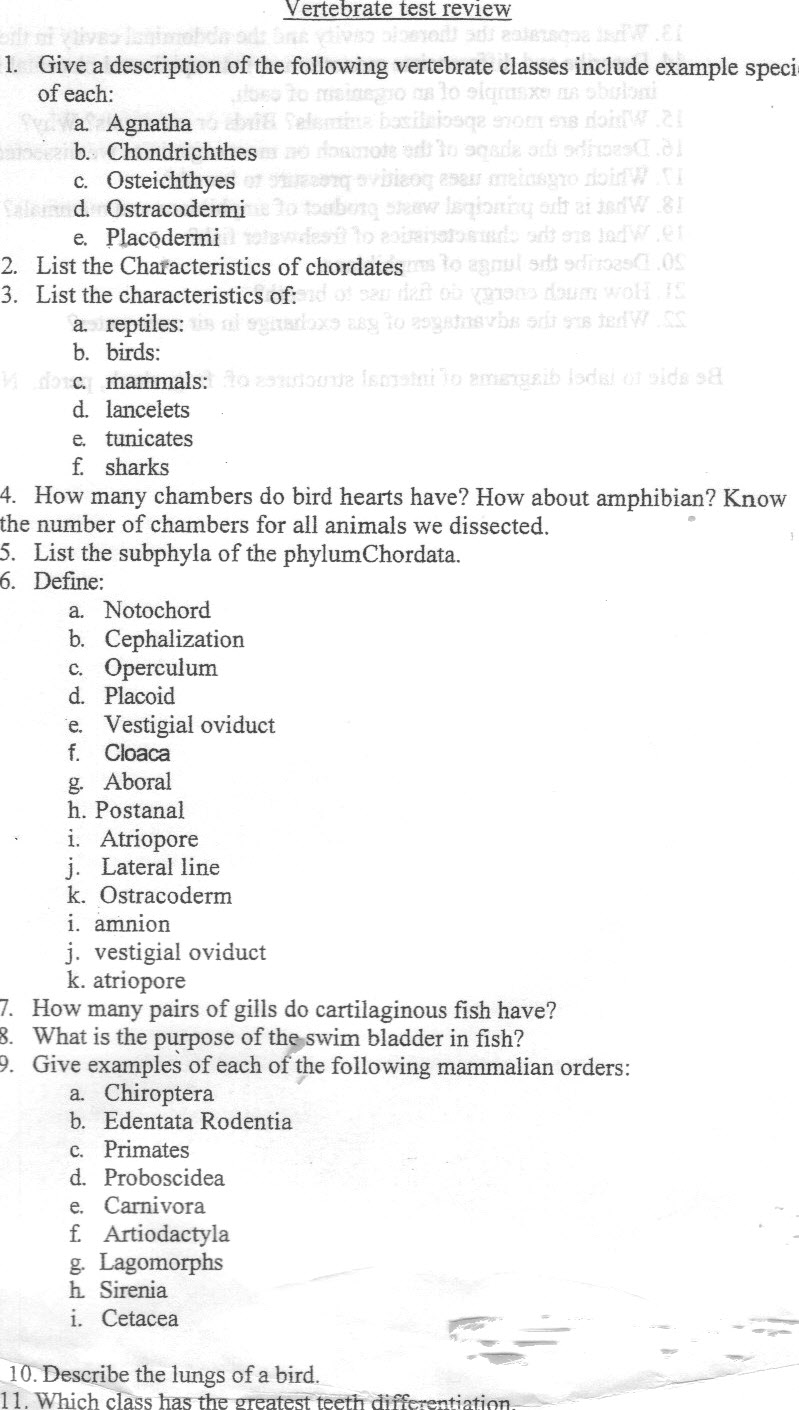 Vertebrate test review
1. Give a description of the following vertebrate classes include example speci
of each:
a. Agnatha
b. Chondrichthes
c. Osteichthyes
d. Ostracodermi
e. Placodermi
2. List the Characteristics of chordates
3. List the characteristics of:
a. reptiles:
b. birds:
c. mammals:
d. lancelets
e. tunicates
f. sharks
4. How many chambers do bird hearts have? How about amphibian? Know
the number of chambers for all animals we dissected.
5. List the subphyla of the phylumChordata.
6. Define:
a. Notochord
b. Cephalization
c. Operculum
d. Placoid
e. Vestigial oviduct
f. Cloaca
g. Aboral
h. Postanal
i. Atriopore
j. Lateral line
k. Ostracoderm
i. amnion
j. vestigial oviduct
k. atriopore
7. How many pairs of gills do cartilaginous fish have?
8. What is the purpose of the swim bladder in fish?
9. Give examples of each of the following mammalian orders:
a. Chiroptera
b. Edentata Rodentia
c. Primates
d. Proboscidea
e. Carnivora
f. Artiodactyla
g. Lagomorphs
h. Sirenia
i. Cetacea
10. Describe the lungs of a bird.
11. Which class has the greatest teeth differentiation.